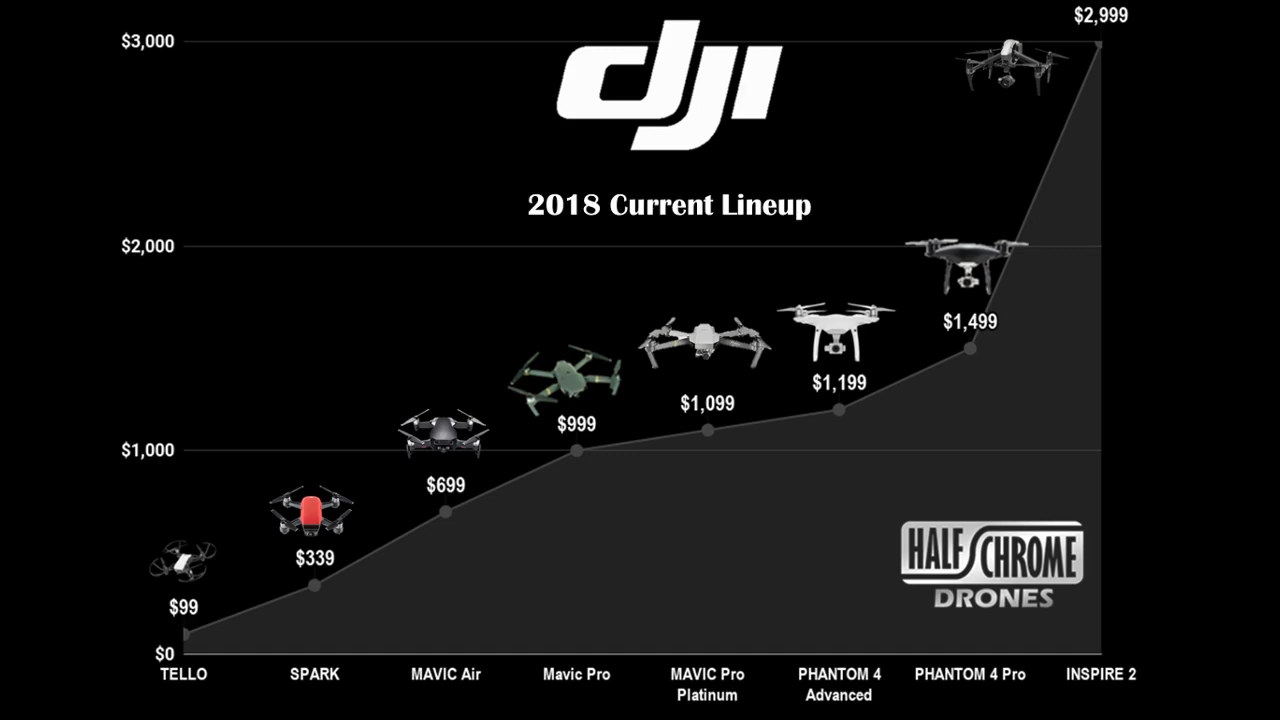 $2,999
$3,000
dji
2018 Current Lineup
$2,000
$1,499
$1,199
$1,099
$999
$1,000
$699
$339
$99
$0
HALF CHROME
DRONES
TELLO
SPARK
MAVIC Air
Mavic Pro
MAVIC Pro
Platinum
PHANTOM 4
Advanced
PHANTOM 4 Pro
INSPIRE 2